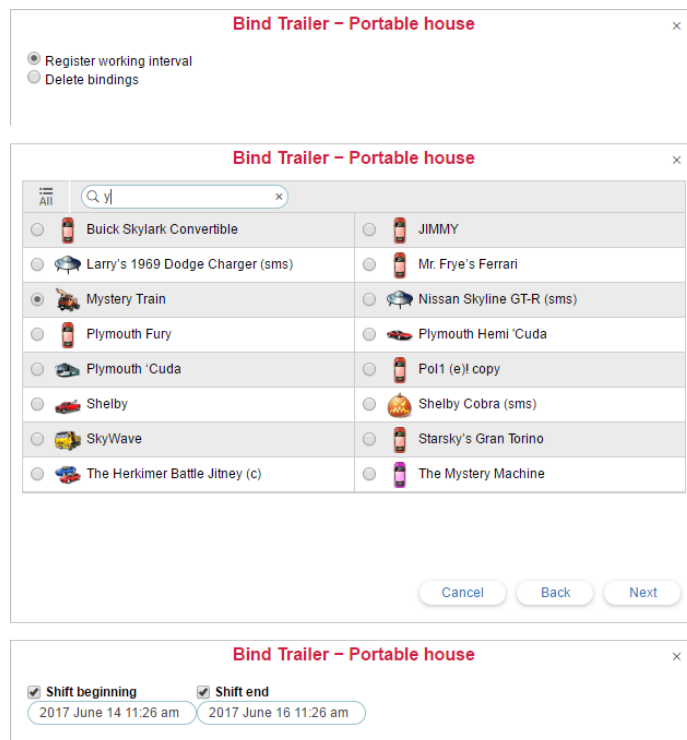 Bind Trailer – Portable house ×
Register working interval
Delete bindings
Bind Trailer – Portable house ×
All y ×
Buick Skylark Convertible JIMMY
Larry's 1969 Dodge Charger (sms) Mr. Frye's Ferrari
Mystery Train Nissan Skyline GT-R (sms)
Plymouth Fury Plymouth Hemi 'Cuda
Plymouth ‘Cuda Pol1 (e)! copy
Shelby Shelby Cobra (sms)
SkyWave Starsky's Gran Torino
The Herkimer Battle Jitney (c) The Mystery Machine
Cancel Back Next
Bind Trailer – Portable house ×
Shift beginning Shift end
2017 June 14 11:26 am 2017 June 16 11:26 am